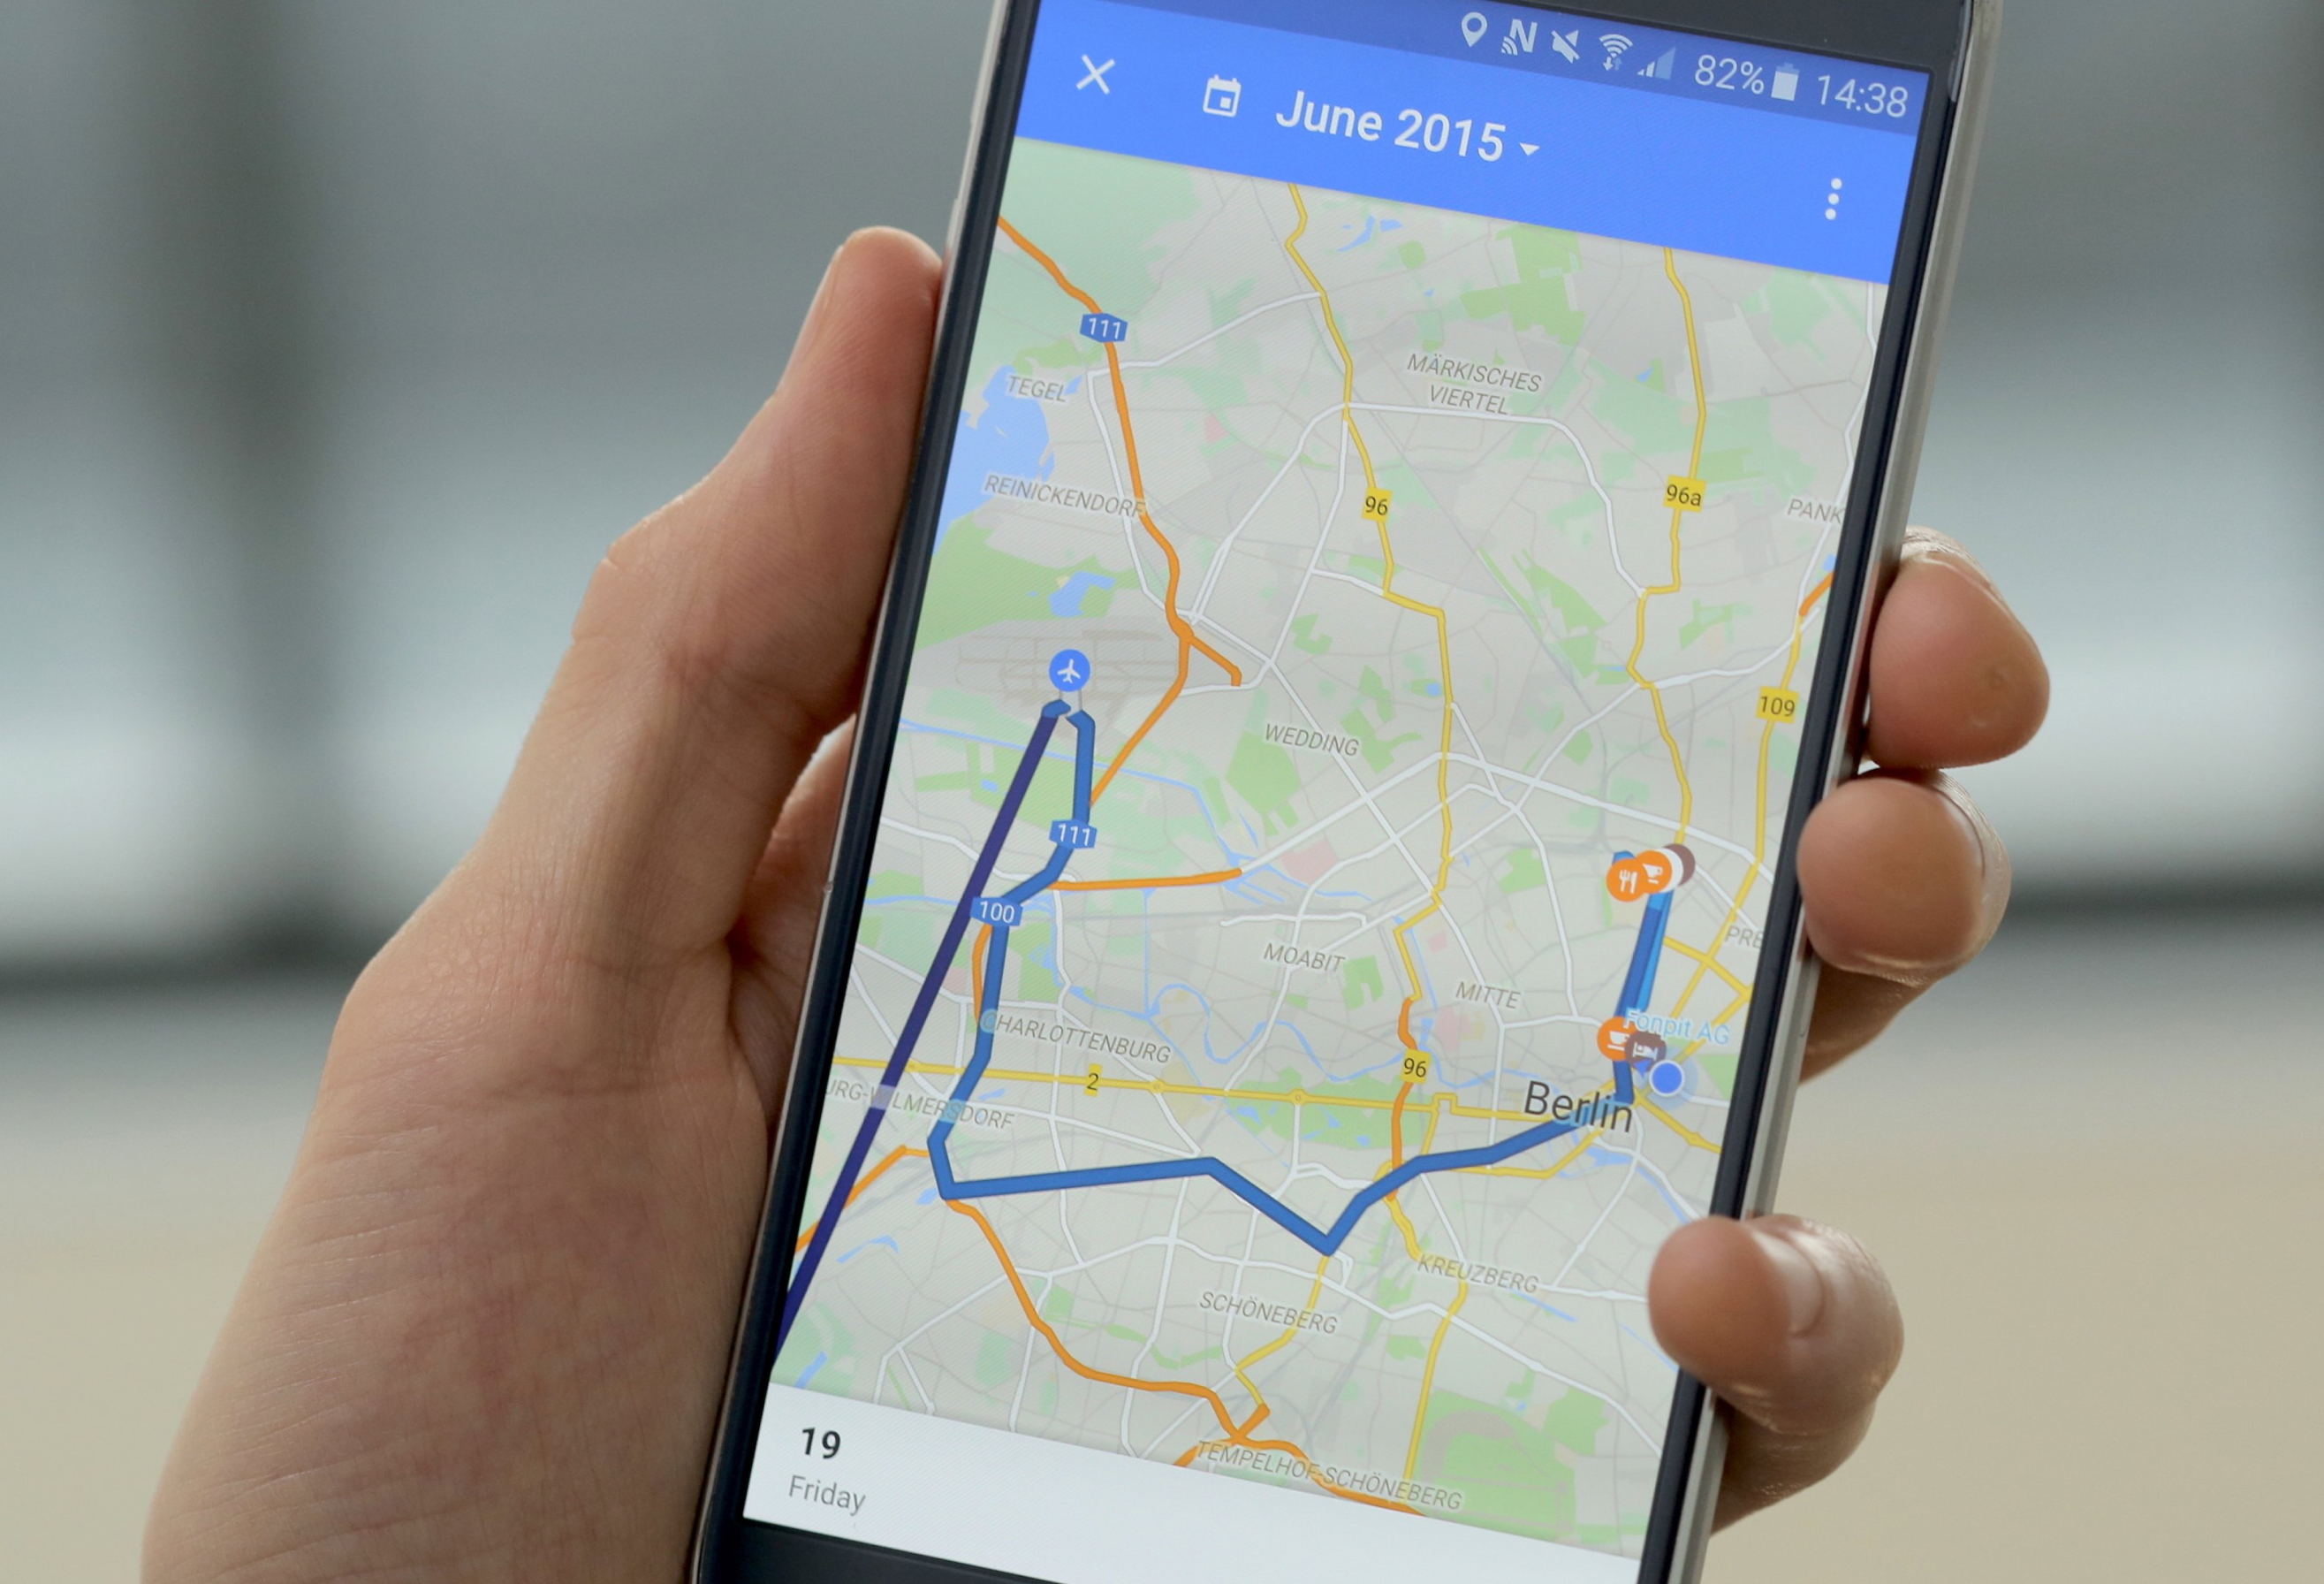 82% 14:38
June 2015
111
TEGEL
MÄRKISCHES
VIERTEL
REINICKENDORF
96
96a
PANK
109
WEDDING
111
100
MOABIT
PRE
MITTE
CHARLOTTENBURG
Fonpit AG
2
96
URG-WILMERSDORF
Berlin
KREUZBERG
SCHÖNEBERG
TEMPELHOF-SCHÖNEBERG
19
Friday